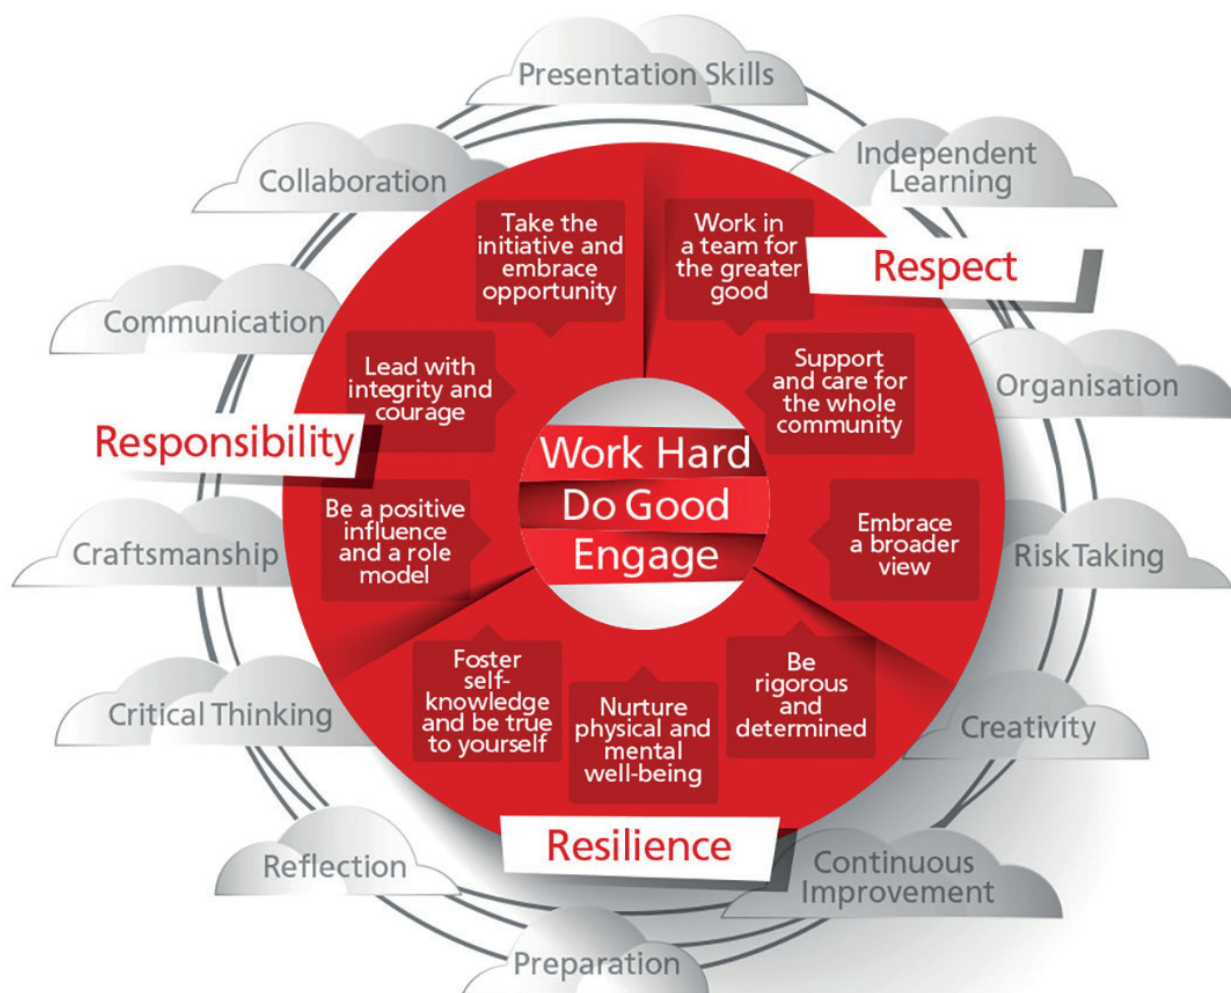 Presentation Skills
Independent
Learning
Collaboration
Take the
initiative and
embrace
opportunity
Work in
a team for
the greater
good
Respect
Communication
Lead with
integrity and
courage
Support
and care for
the whole
community
Organisation
Responsibility
Work Hard
Do Good
Engage
Be a positive
influence
and a role
model
Embrace
a broader
view
Craftsmanship
Risk Taking
Foster
self-
knowledge
and be true
to yourself
Nurture
physical and
mental
well-being
Be
rigorous
and
determined
Critical Thinking
Creativity
Resilience
Reflection
Continuous
Improvement
Preparation